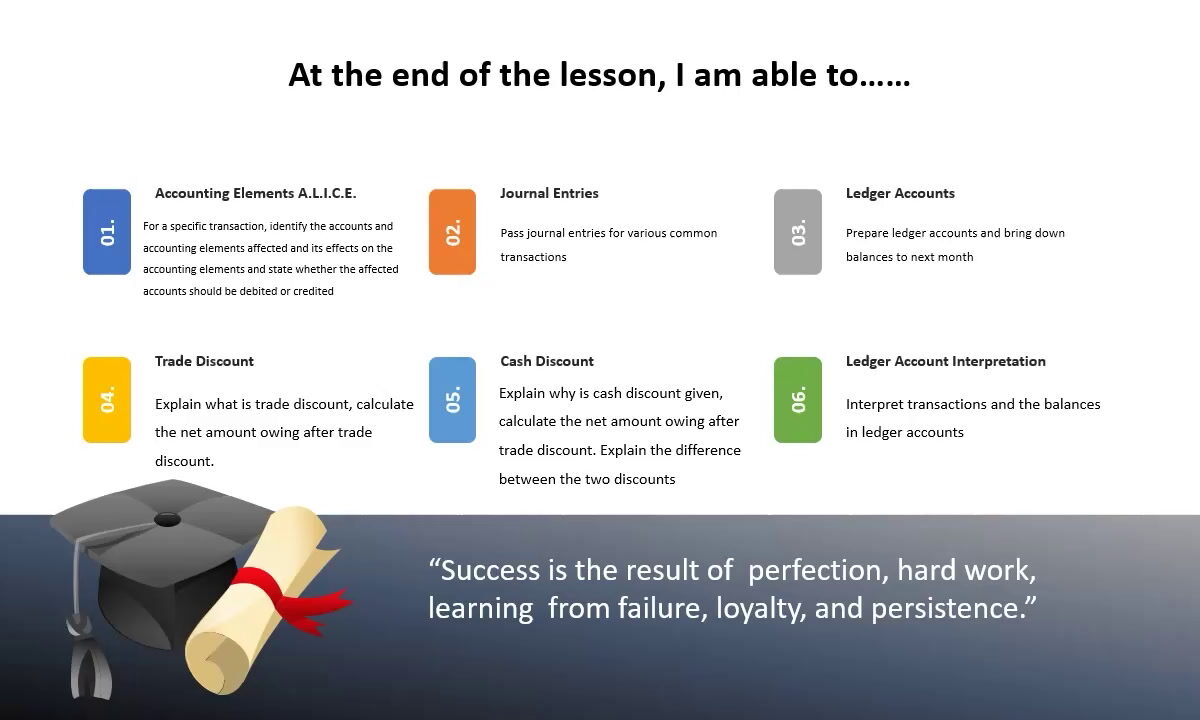 At the end of the lesson, I am able to……
01.
Accounting Elements A.L.I.C.E.
For a specific transaction, identify the accounts and
accounting elements affected and its effects on the
accounting elements and state whether the affected
accounts should be debited or credited
02.
Journal Entries
Pass journal entries for various common
transactions
03.
Ledger Accounts
Prepare ledger accounts and bring down
balances to next month
04.
Trade Discount
Explain what is trade discount, calculate
the net amount owing after trade
discount.
05.
Cash Discount
Explain why is cash discount given,
calculate the net amount owing after
trade discount. Explain the difference
between the two discounts
06.
Ledger Account Interpretation
Interpret transactions and the balances
in ledger accounts
“Success is the result of  perfection, hard work,
learning  from failure, loyalty, and persistence.”